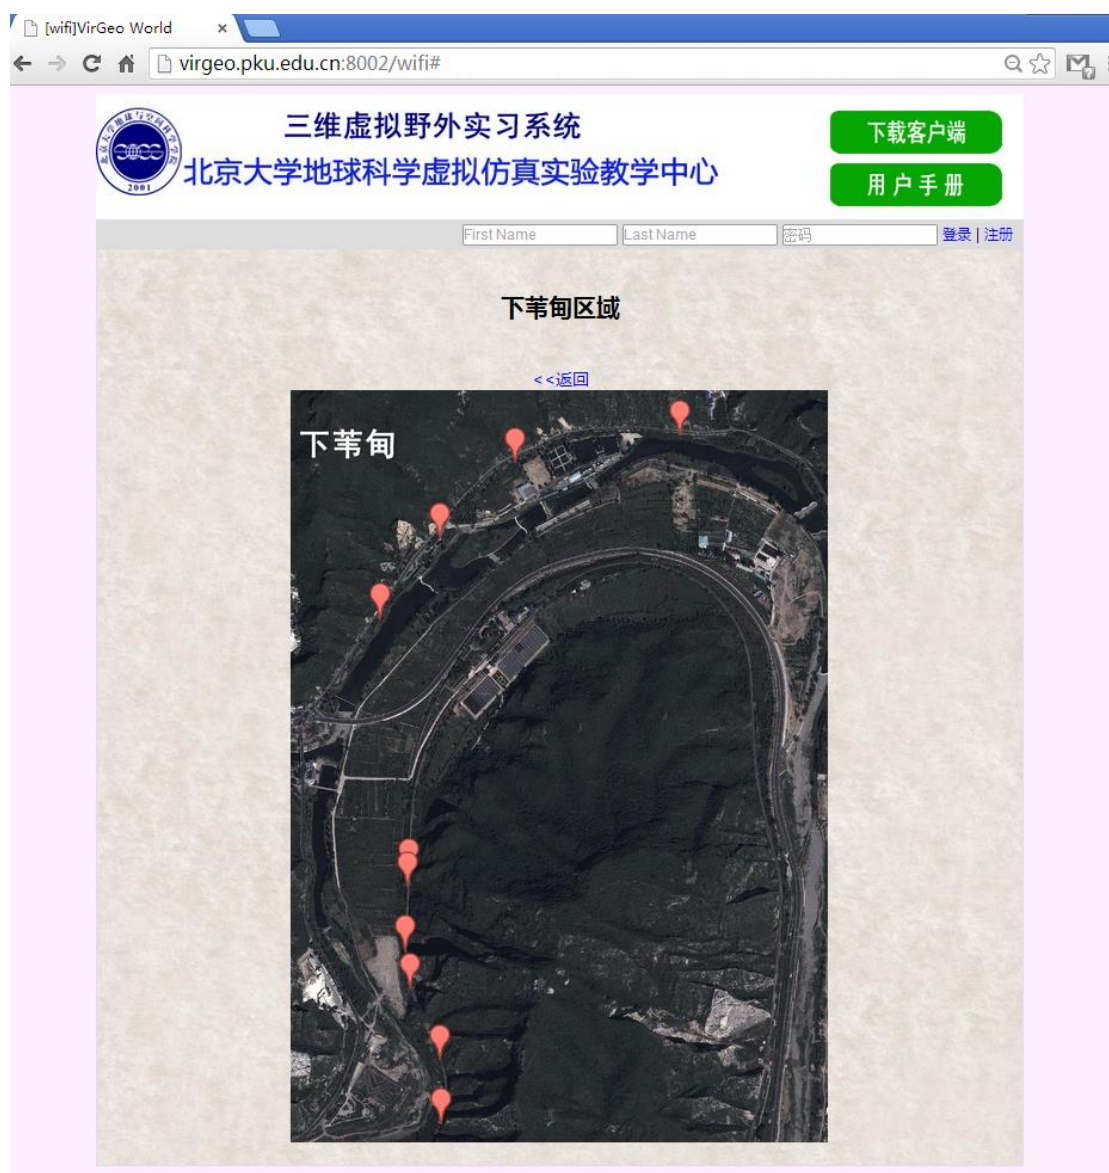 [wifi]VirGeo World
virgeo.pku.edu.cn:8002/wifi#
三维虚拟野外实习系统
北京大学地球科学虚拟仿真实验教学中心
下载客户端
用户手册
2001
First Name Last Name 密码 登录 | 注册
下苇甸区域
<<返回
下苇甸